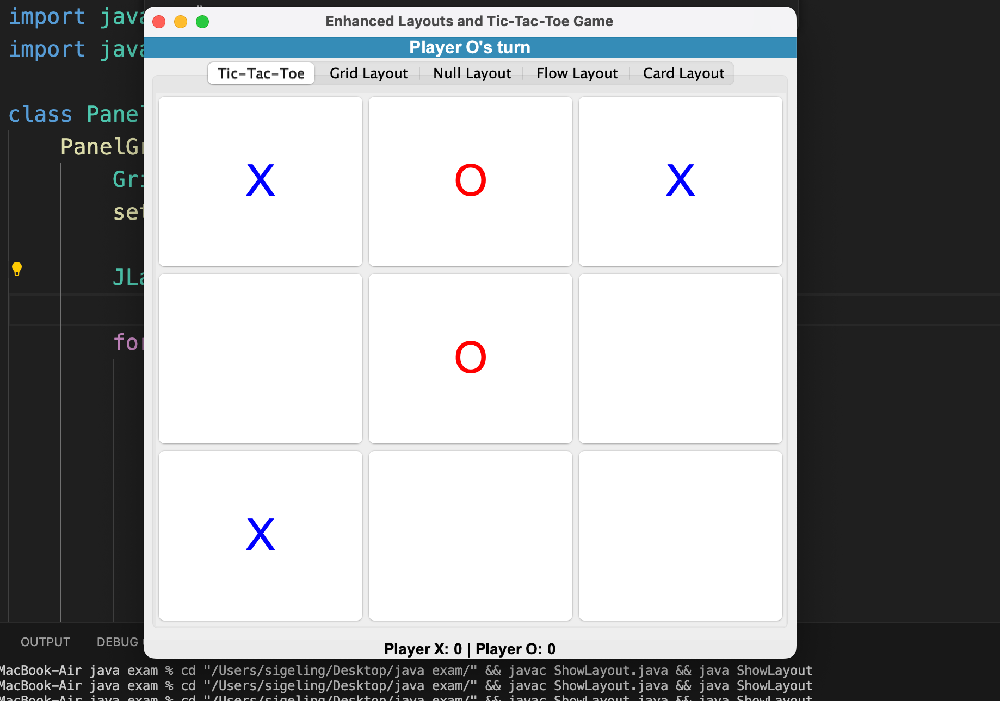 import java
import java
class Panel
PanelGr
Gri
set
JLa
for
Enhanced Layouts and Tic-Tac-Toe Game
Player O's turn
Tic-Tac-Toe Grid Layout Null Layout Flow Layout Card Layout
X O X
O
X
Player X: 0 | Player O: 0
OUTPUT DEBUG
MacBook-Air java exam % cd "/Users/sigeling/Desktop/java exam/" && javac ShowLayout.java && java ShowLayout
MacBook-Air java exam % cd "/Users/sigeling/Desktop/java exam/" && javac ShowLayout.java && java ShowLayout
MacBook-Air java exam % cd "/Users/sigeling/Desktop/java exam/" && javac ShowLayout.java && java ShowLayout